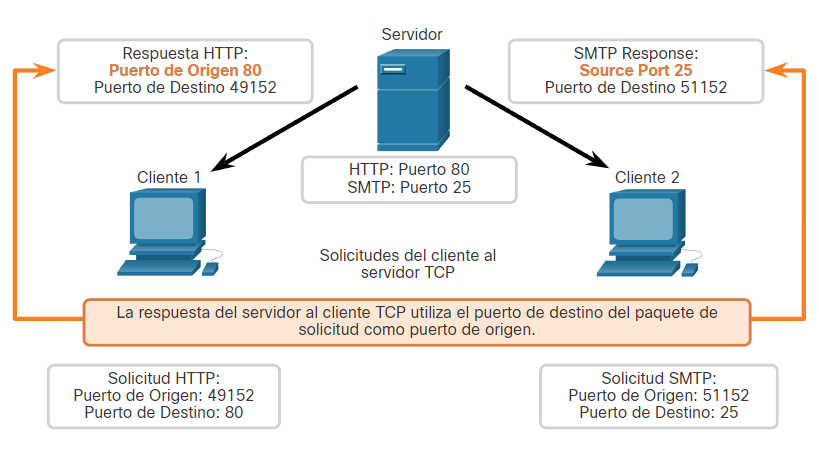 Servidor
Respuesta HTTP:
Puerto de Origen 80
Puerto de Destino 49152
SMTP Response:
Source Port 25
Puerto de Destino 51152
Cliente 1
HTTP: Puerto 80
SMTP: Puerto 25
Cliente 2
Solicitudes del cliente al
servidor TCP
La respuesta del servidor al cliente TCP utiliza el puerto de destino del paquete de
solicitud como puerto de origen.
Solicitud HTTP:
Puerto de Origen: 49152
Puerto de Destino: 80
Solicitud SMTP:
Puerto de Origen: 51152
Puerto de Destino: 25